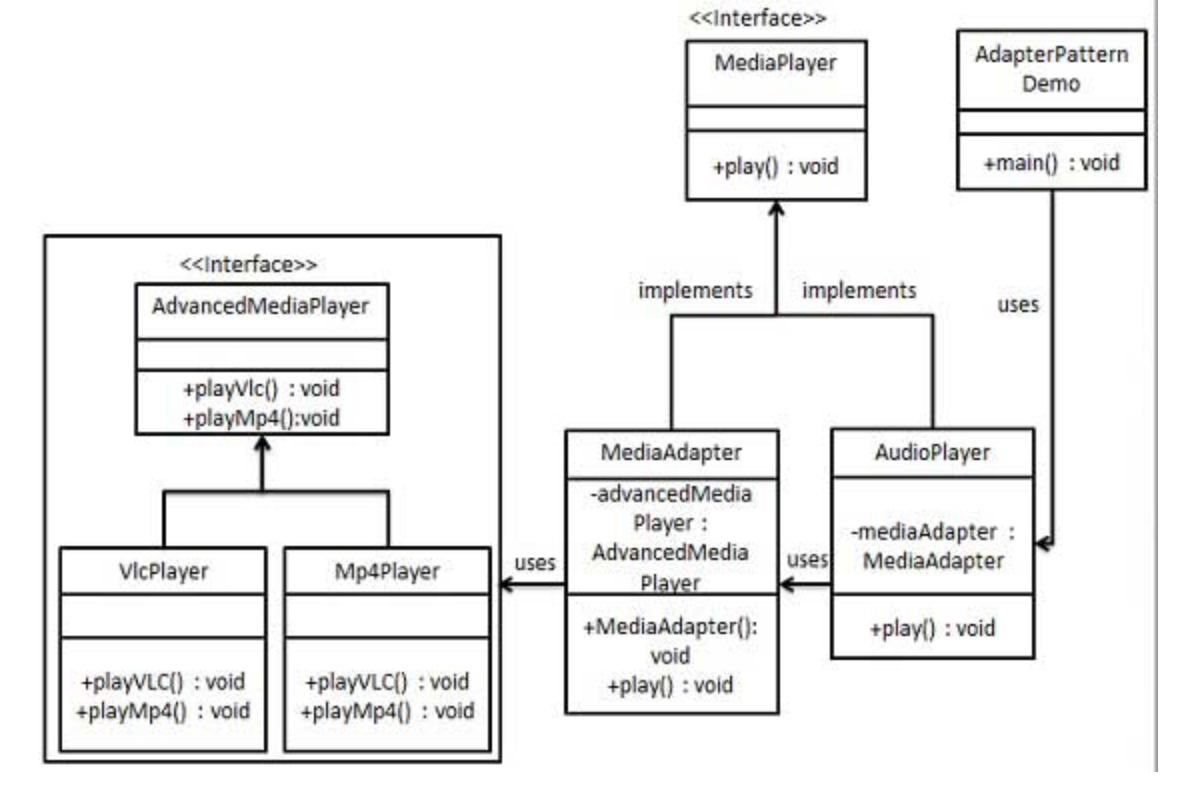 <<Interface>>
MediaPlayer
+play() : void
AdapterPattern
Demo
+main() : void
implements
implements
uses
<<Interface>>
AdvancedMediaPlayer
+playVlc() : void
+playMp4():void
VlcPlayer
+playVLC() : void
+playMp4() : void
Mp4Player
+playVLC() : void
+playMp4() : void
uses
MediaAdapter
-advancedMedia
Player :
AdvancedMedia
Player
+MediaAdapter():
void
+play() : void
uses
AudioPlayer
-mediaAdapter :
MediaAdapter
+play() : void